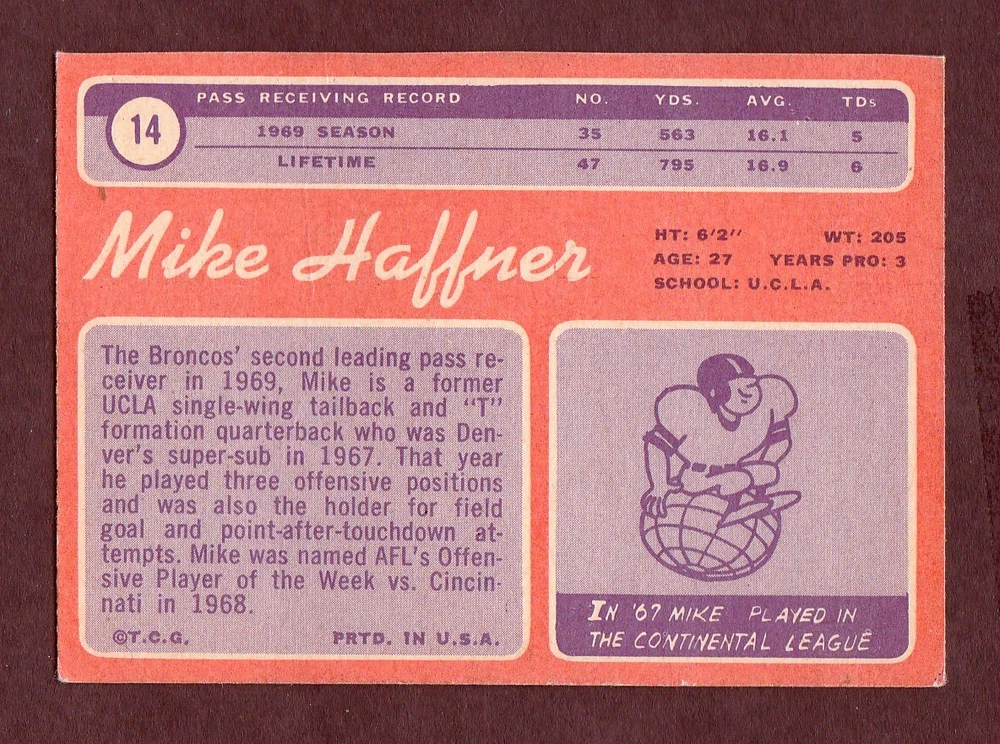 14
PASS RECEIVING RECORD NO. YDS. AVG. TDs
1969 SEASON 35 563 16.1 5
LIFETIME 47 795 16.9 6
Mike Haffner
HT: 6'2" WT: 205
AGE: 27 YEARS PRO: 3
SCHOOL: U.C.L.A.
The Broncos' second leading pass re-
ceiver in 1969, Mike is a former
UCLA single-wing tailback and “T”
formation quarterback who was Den-
ver's super-sub in 1967. That year
he played three offensive positions
and was also the holder for field
goal and point-after-touchdown at-
tempts. Mike was named AFL's Offen-
sive Player of the Week vs. Cincin-
nati in 1968.
©T.C.G. PRTD. IN U.S.A.
IN '67 MIKE PLAYED IN
THE CONTINENTAL LEAGUE